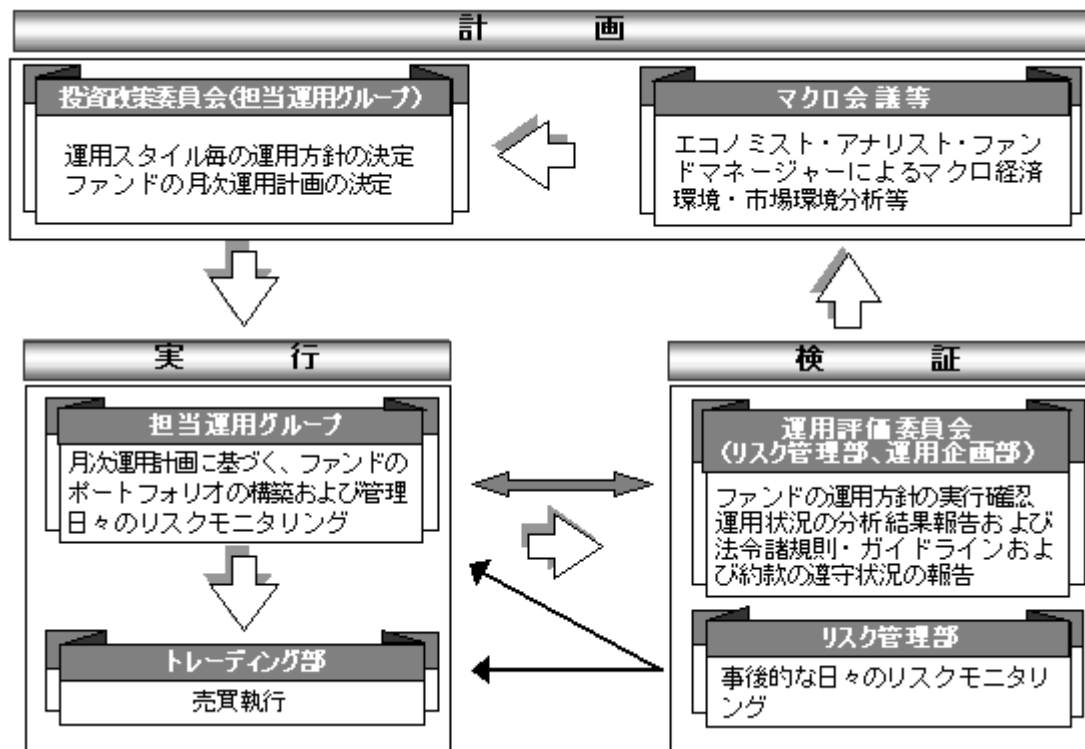 計 画
投資政策委員会(担当運用グループ)
運用スタイル毎の運用方針の決定
ファンドの月次運用計画の決定
マクロ会議等
エコノミスト・アナリスト・ファン
ドマネージャーによるマクロ経済
環境・市場環境分析等
実 行
担当運用グループ
月次運用計画に基づく、ファンドの
ポートフォリオの構築および管理
日々のリスクモニタリング
トレーディング部
売買執行
検 証
運用評価委員会
(リスク管理部、運用企画部)
ファンドの運用方針の実行確認
運用状況の分析結果報告および
法令諸規則・ガイドラインおよ
び約款の遵守状況の報告
リスク管理部
事後的な日々のリスクモニタリ
ング